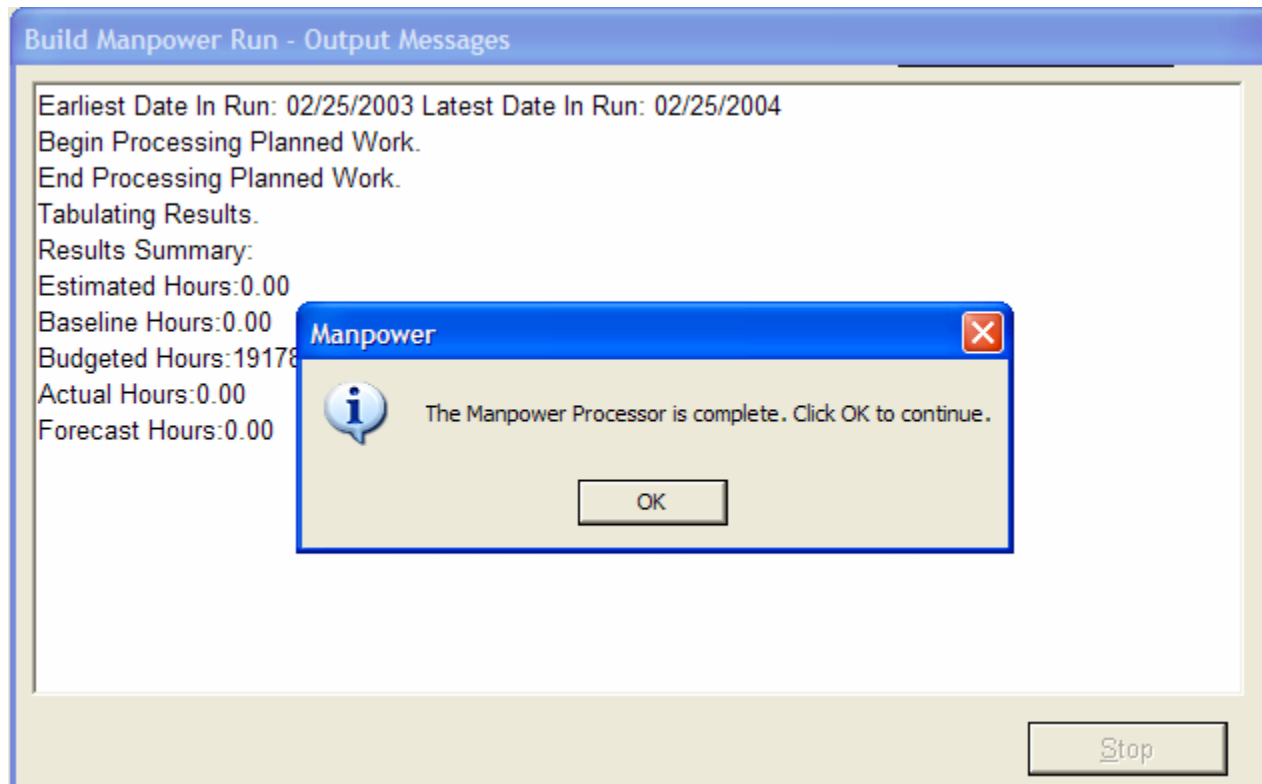 Build Manpower Run - Output Messages
Earliest Date In Run: 02/25/2003 Latest Date In Run: 02/25/2004
Begin Processing Planned Work.
End Processing Planned Work.
Tabulating Results.
Results Summary:
Estimated Hours:0.00
Baseline Hours:0.00
Budgeted Hours:19178
Actual Hours:0.00
Forecast Hours:0.00
Manpower
The Manpower Processor is complete. Click OK to continue.
OK
Stop